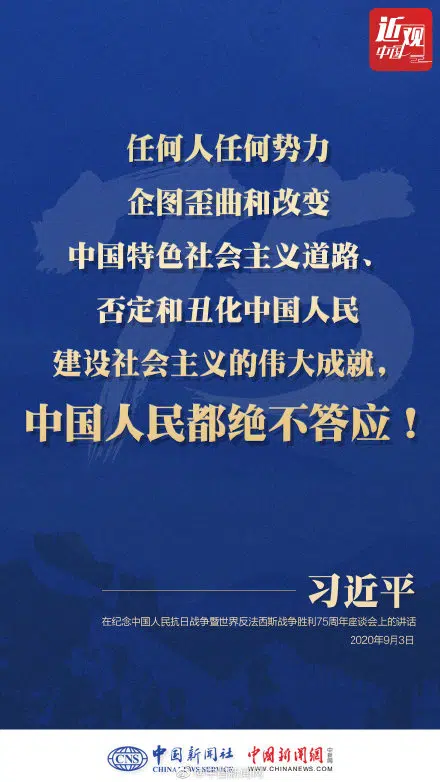 近观
中国
75
任何人任何势力
企图歪曲和改变
中国特色社会主义道路、
否定和丑化中国人民
建设社会主义的伟大成就，
中国人民都绝不答应！
习近平
在纪念中国人民抗日战争暨世界反法西斯战争胜利75周年座谈会上的讲话
2020年9月3日
CNS 中国新闻社 中國新聞網
CHINA NEWS SERVICE WWW.CHINANEWS.COM
@中国新闻网